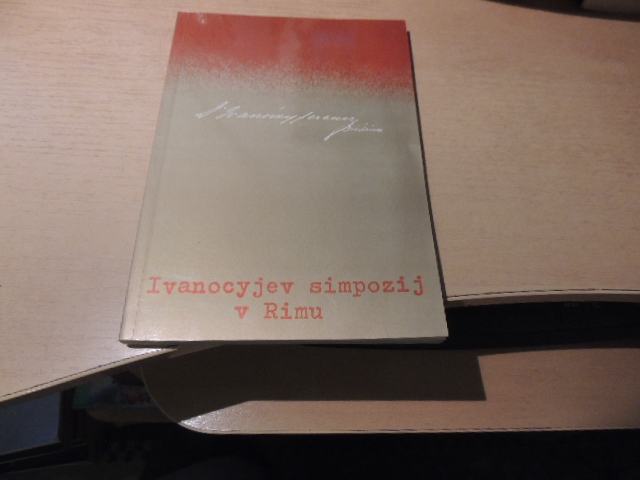 Ivanocyjev simpozij
v Rimu